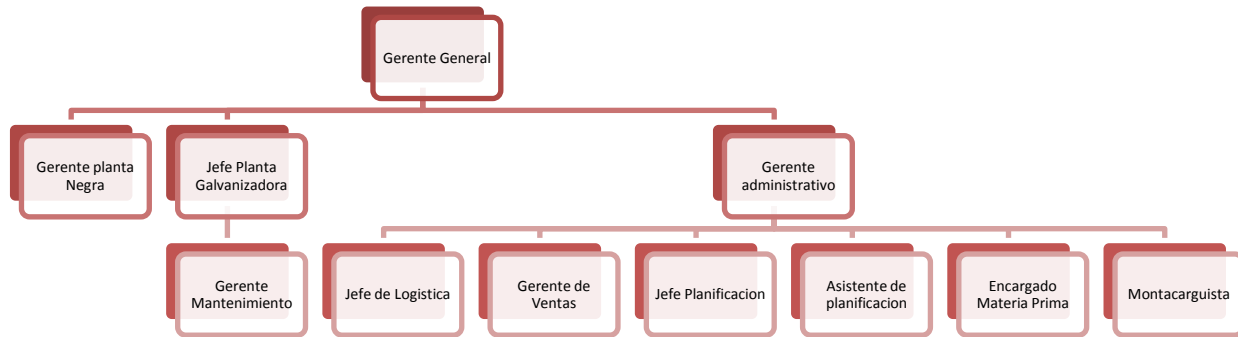 Gerente General
Gerente planta
Negra
Jefe Planta
Galvanizadora
Gerente
administrativo
Gerente
Mantenimiento
Jefe de Logistica
Gerente de
Ventas
Jefe Planificacion
Asistente de
planificacion
Encargado
Materia Prima
Montacarguista